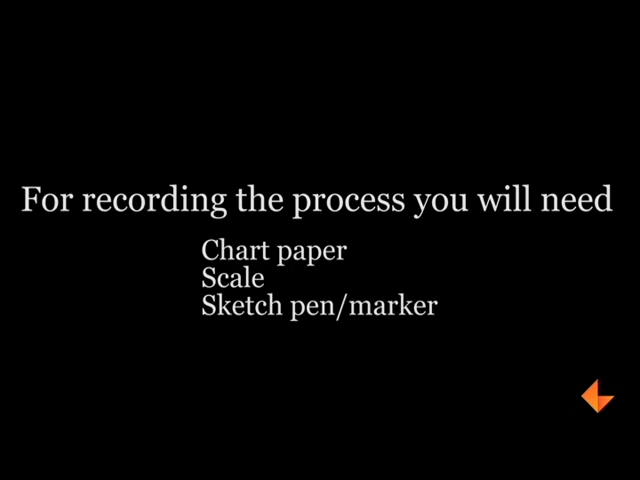 For recording the process you will need
Chart paper
Scale
Sketch pen/marker